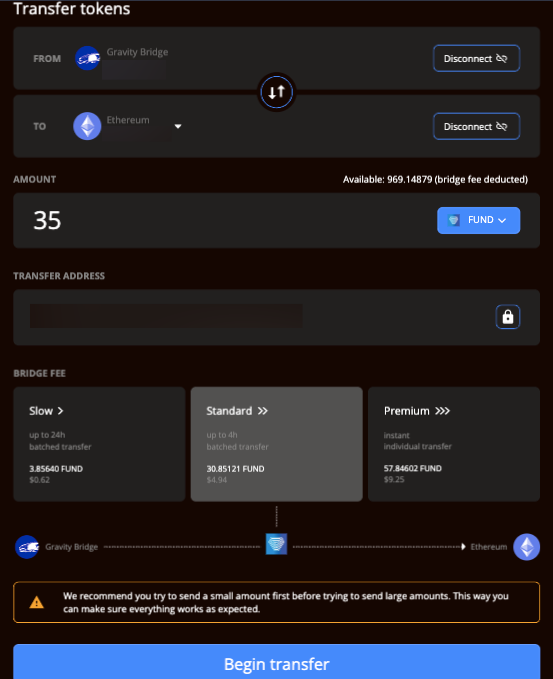 Transfer tokens
FROM
Gravity Bridge
Disconnect
TO
Ethereum
Disconnect
AMOUNT
Available: 969.14879 (bridge fee deducted)
35
FUND
TRANSFER ADDRESS
BRIDGE FEE
Slow
up to 24h
batched transfer
3.85640 FUND
$0.62
Standard
up to 4h
batched transfer
30.85121 FUND
$4.94
Premium
instant
individual transfer
57.84602 FUND
$9.25
Gravity Bridge
Ethereum
We recommend you try to send a small amount first before trying to send large amounts. This way you
can make sure everything works as expected.
Begin transfer